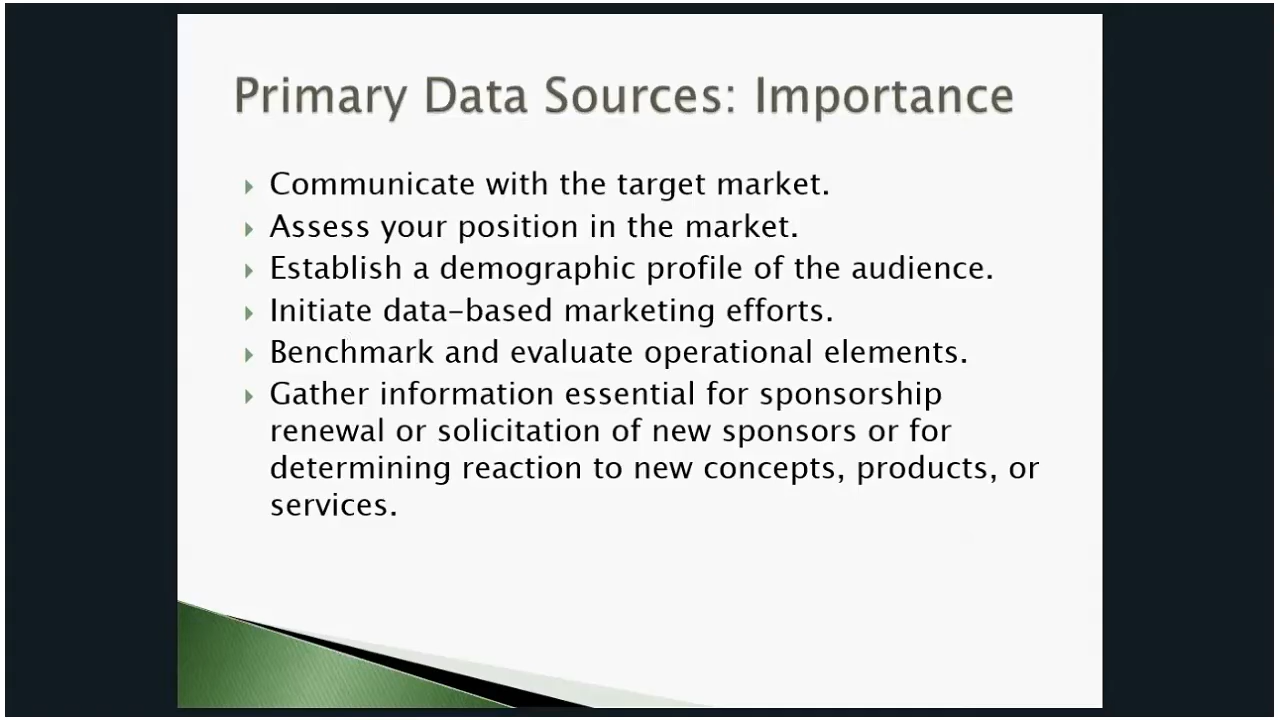 Primary Data Sources: Importance
Communicate with the target market.
Assess your position in the market.
Establish a demographic profile of the audience.
Initiate data-based marketing efforts.
Benchmark and evaluate operational elements.
Gather information essential for sponsorship
renewal or solicitation of new sponsors or for
determining reaction to new concepts, products, or
services.